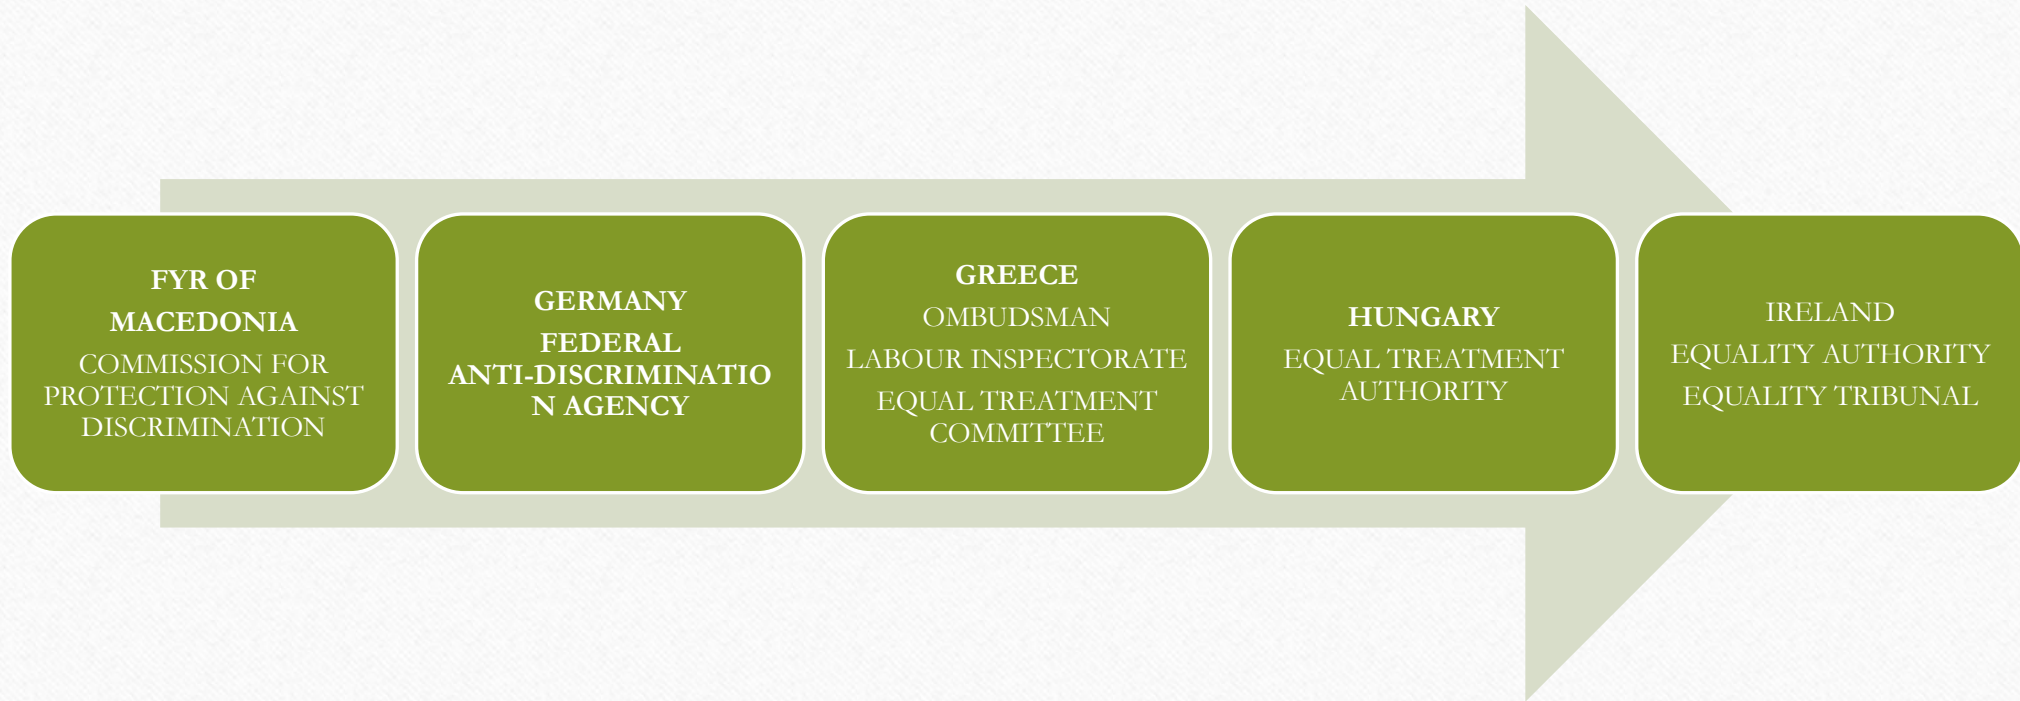 FYR OF
MACEDONIA
COMMISSION FOR
PROTECTION AGAINST
DISCRIMINATION
GERMANY
FEDERAL
ANTI-DISCRIMINATIO
N AGENCY
GREECE
OMBUDSMAN
LABOUR INSPECTORATE
EQUAL TREATMENT
COMMITTEE
HUNGARY
EQUAL TREATMENT
AUTHORITY
IRELAND
EQUALITY AUTHORITY
EQUALITY TRIBUNAL